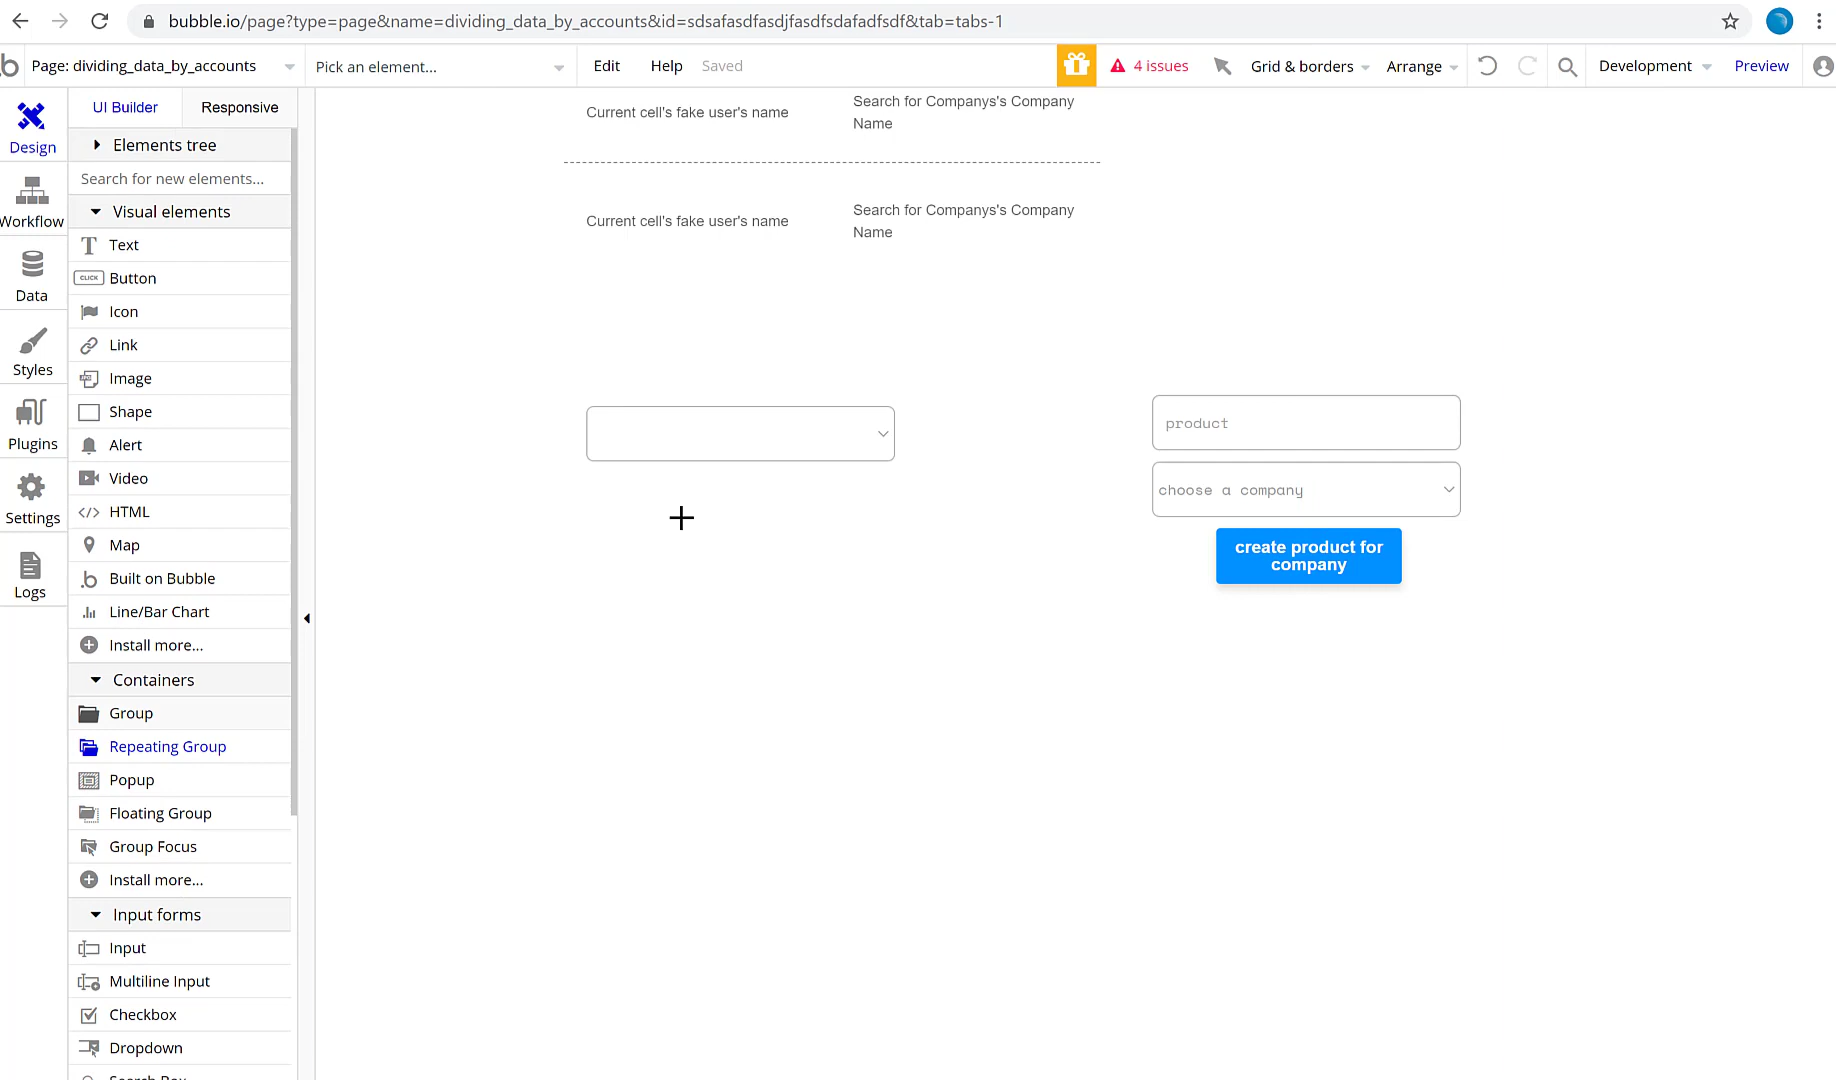 bubble.io/page?type=page&name=dividing_data_by_accounts&id=sdsafasdfasdjfasdfsdafadfsdf&tab=tabs-1
Page: dividing_data_by_accounts
Pick an element...
Edit
Help
Saved
4 issues
Grid & borders
Arrange
Development
Preview
Design
Workflow
Data
Styles
Plugins
Settings
Logs
UI Builder
Responsive
Elements tree
Search for new elements...
Visual elements
Text
CLICK
Button
Icon
Link
Image
Shape
Alert
Video
HTML
Map
Built on Bubble
Line/Bar Chart
Install more...
Containers
Group
Repeating Group
Popup
Floating Group
Group Focus
Install more...
Input forms
Input
Multiline Input
Checkbox
Dropdown
Search Box
Current cell's fake user's name
Search for Companys's Company
Name
Current cell's fake user's name
Search for Companys's Company
Name
product
choose a company
create product for
company